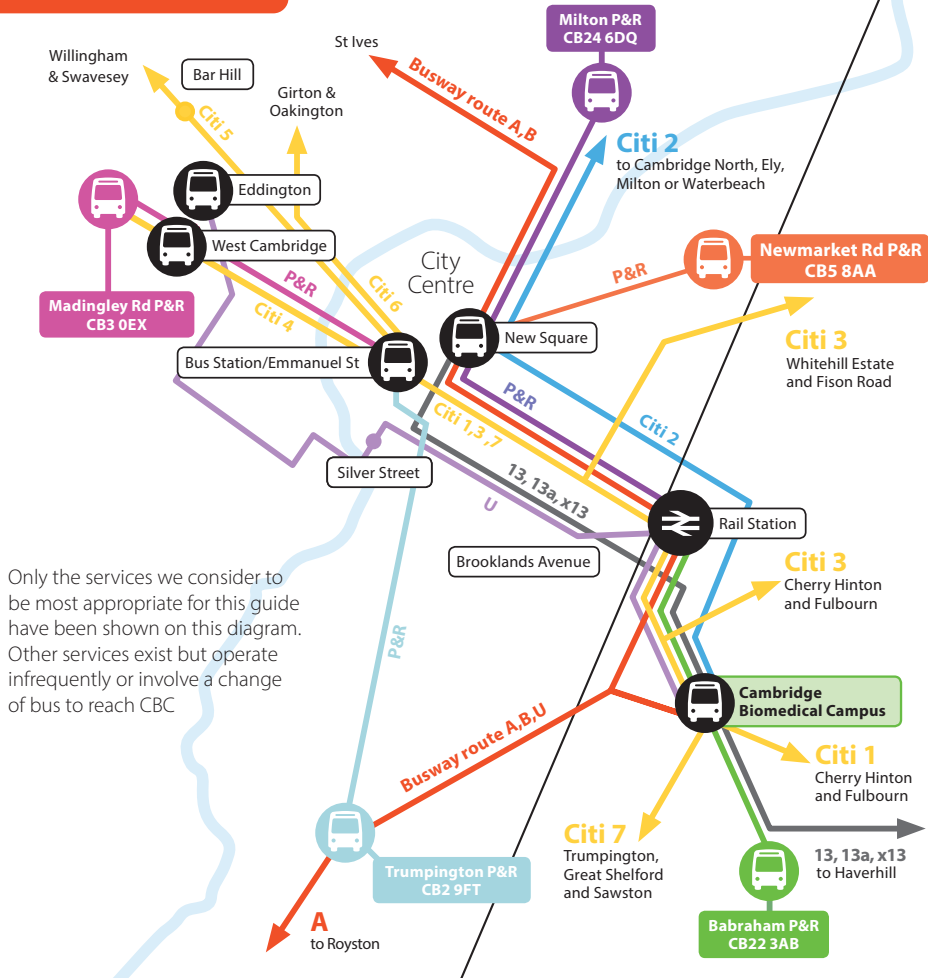 Milton P&R
CB24 6DQ
St Ives
Willingham
& Swavesey
Bar Hill
Busway route A,B
Girton &
Oakington
Citi 5
Citi 2
to Cambridge North, Ely,
Milton or Waterbeach
Eddington
West Cambridge
City
Centre
P&R
Newmarket Rd P&R
CB5 8AA
P&R
Madingley Rd P&R
CB3 0EX
Citi 6
Citi 4
New Square
Citi 3
Whitehill Estate
and Fison Road
Bus Station/Emmanuel St
P&R
Citi 1,3 ,7
Citi 2
Silver Street
13, 13a, x13
U
Rail Station
Brooklands Avenue
Citi 3
Cherry Hinton
and Fulbourn
Only the services we consider to
be most appropriate for this guide
have been shown on this diagram.
Other services exist but operate
infrequently or involve a change
of bus to reach CBC
P&R
Cambridge
Biomedical Campus
Busway route A,B,U
Citi 1
Cherry Hinton
and Fulbourn
Citi 7
Trumpington,
Great Shelford
and Sawston
13, 13a, x13
to Haverhill
Trumpington P&R
CB2 9FT
A
to Royston
Babraham P&R
CB22 3AB